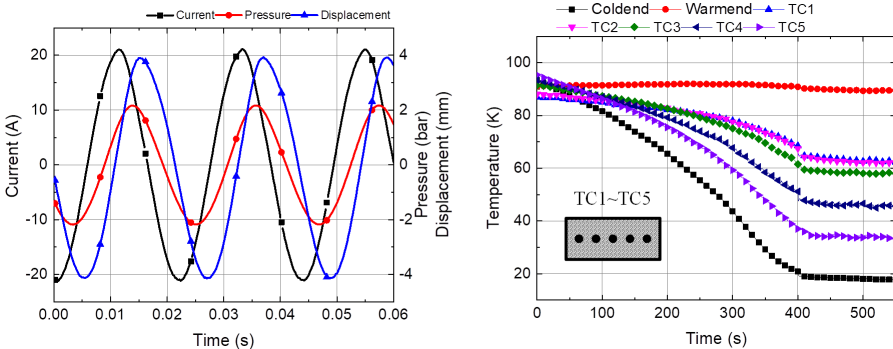 Current Pressure Displacement
20
10
0
-10
-20
4
2
0
-2
-4
Current (A)
Pressure (bar)
Displacement (mm)
0.00 0.01 0.02 0.03 0.04 0.05 0.06
Time (s)
Coldend Warmend TC1
TC2 TC3 TC4 TC5
100
80
60
40
20
Temperature (K)
TC1~TC5
0 100 200 300 400 500
Time (s)